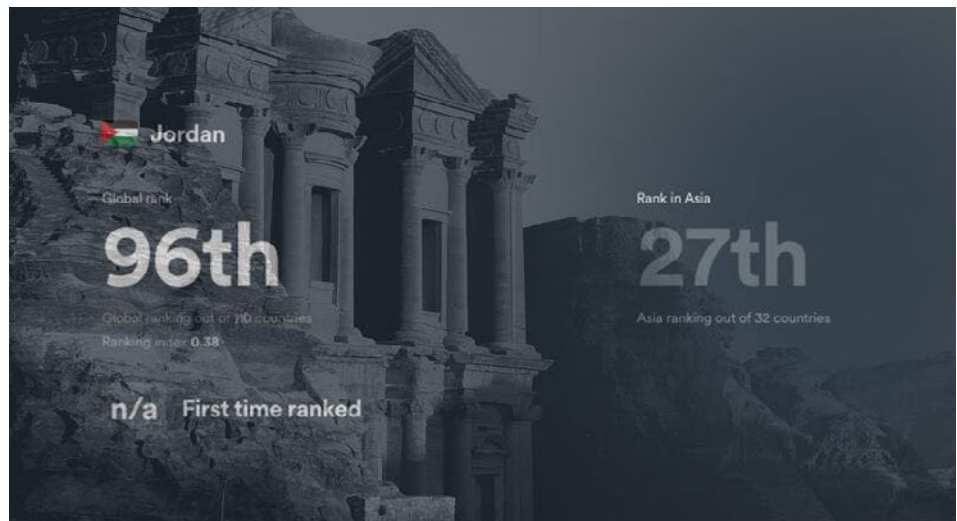 Jordan
Global rank
96th
Global ranking out of 110 countries
Ranking index 0.38
n/a First time ranked
Rank in Asia
27th
Asia ranking out of 32 countries